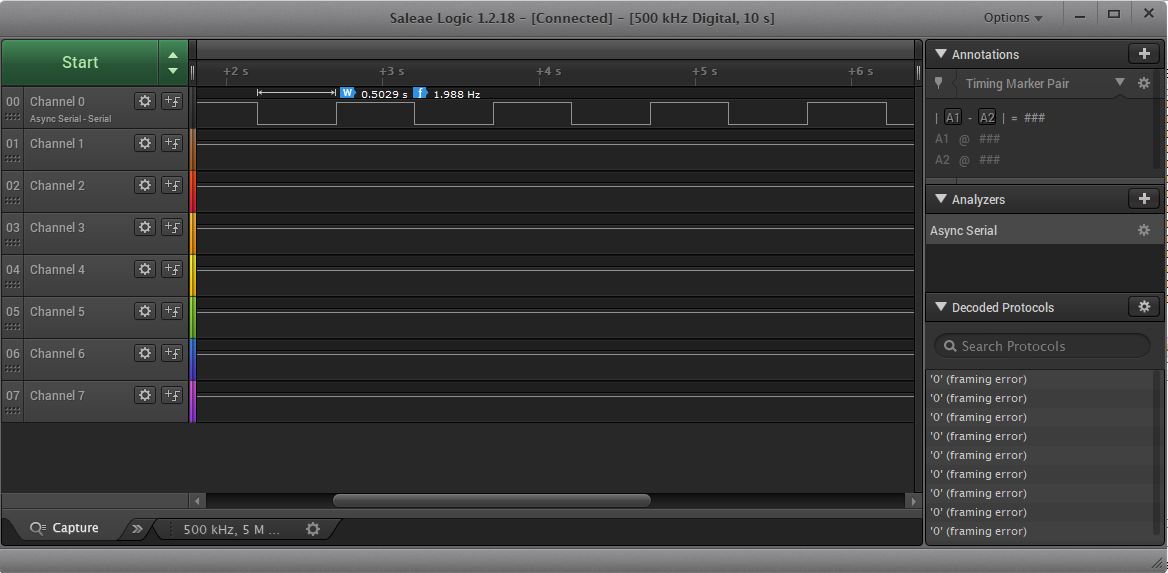 Saleae Logic 1.2.18 - [Connected] - [500 kHz Digital, 10 s]
Options
Start
+2 s +3 s +4 s +5 s +6 s
W 0.5029 s f 1.988 Hz
00 Channel 0
Async Serial - Serial
01 Channel 1
02 Channel 2
03 Channel 3
04 Channel 4
05 Channel 5
06 Channel 6
07 Channel 7
Capture
500 kHz, 5 M ...
Annotations
Timing Marker Pair
| A1 - A2 | = ###
A1 @ ###
A2 @ ###
Analyzers
Async Serial
Decoded Protocols
Search Protocols
'0' (framing error)
'0' (framing error)
'0' (framing error)
'0' (framing error)
'0' (framing error)
'0' (framing error)
'0' (framing error)
'0' (framing error)
'0' (framing error)